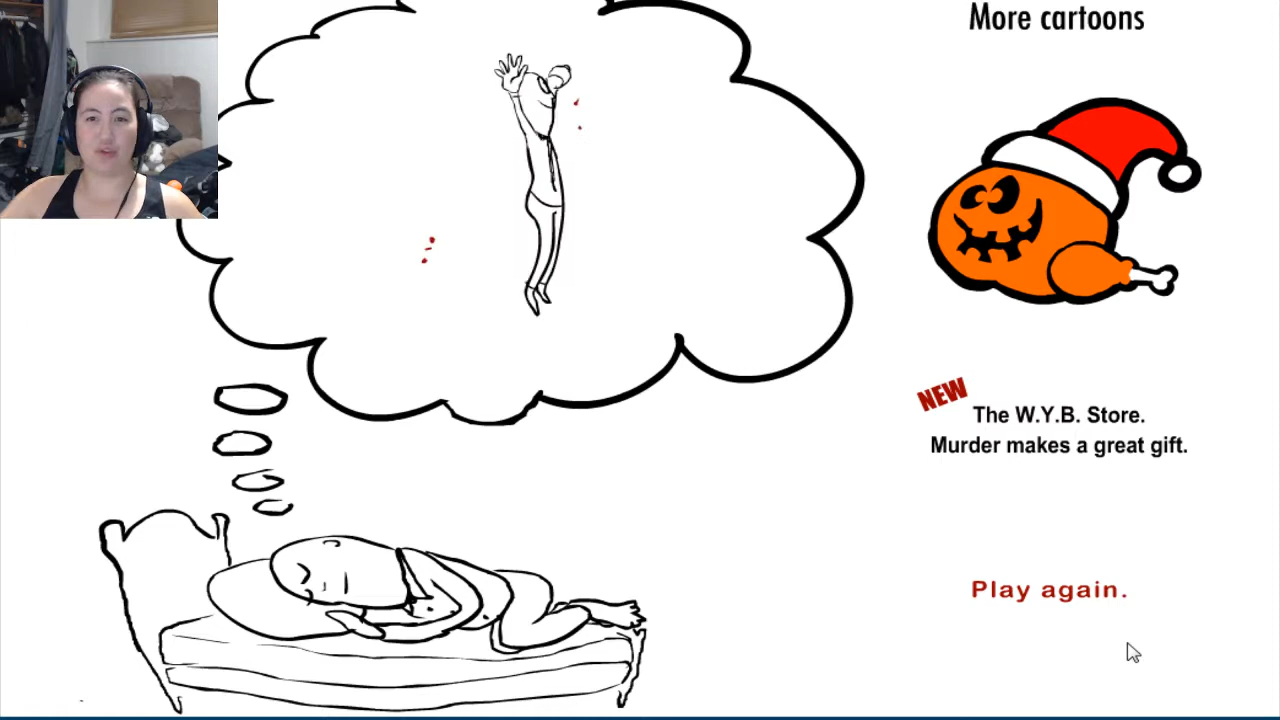 More cartoons
NEW
The W.Y.B. Store.
Murder makes a great gift.
Play again.